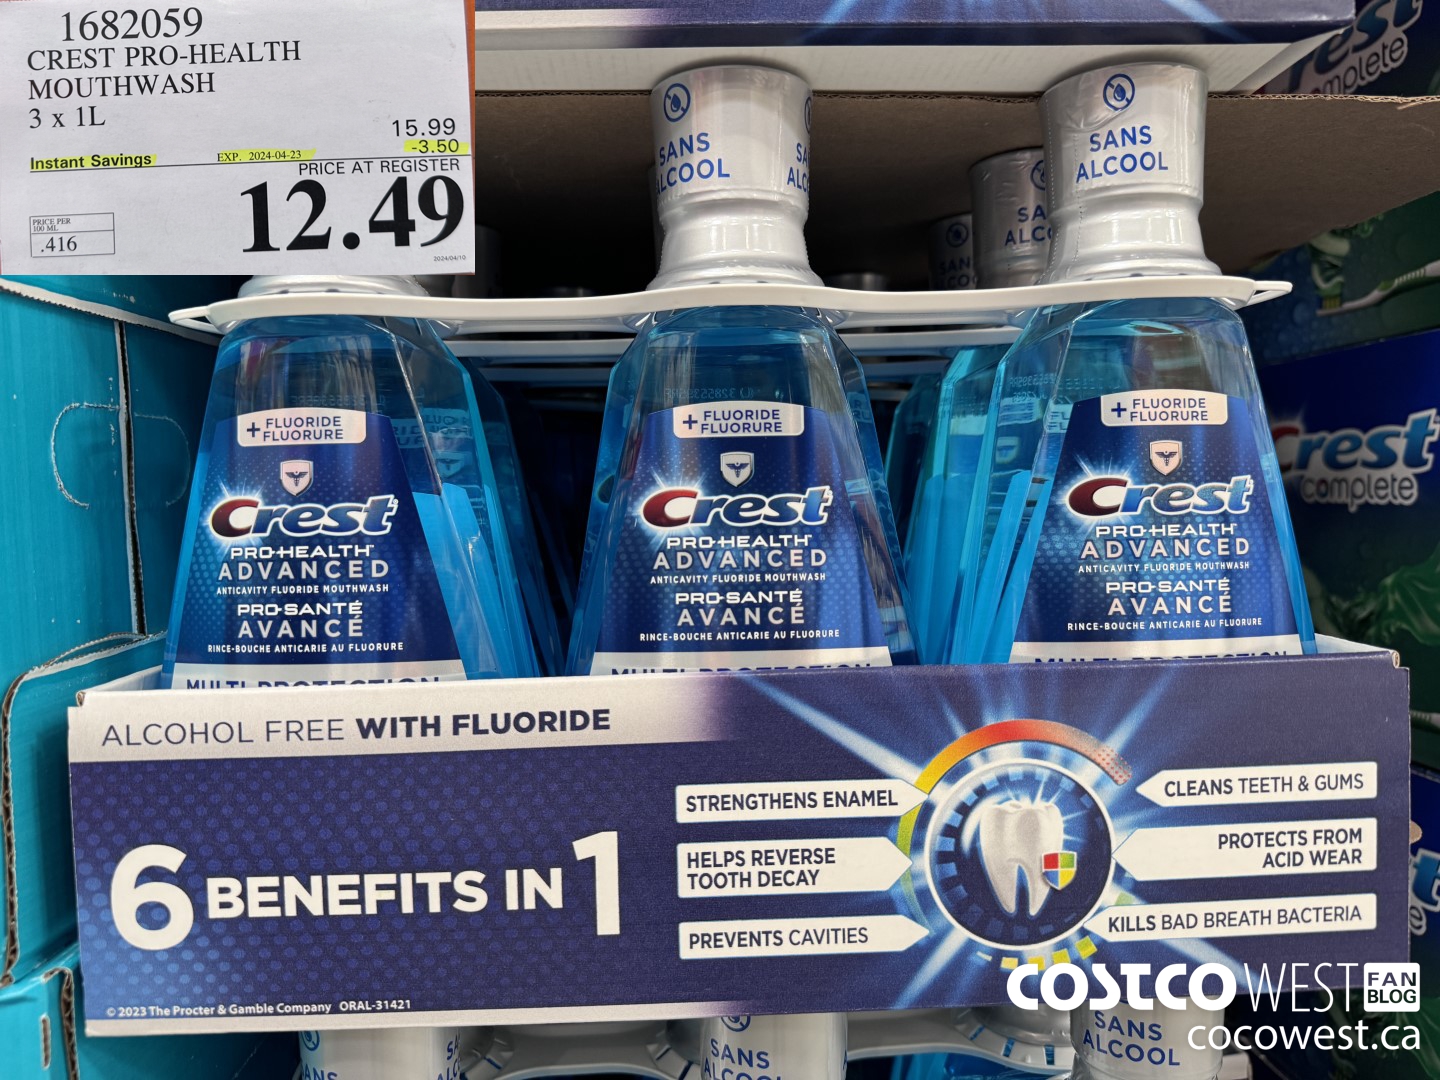 1682059
CREST PRO-HEALTH
MOUTHWASH
3 x 1L
15.99
Instant Savings EXP. 2024-04-23 -3.50
PRICE AT REGISTER
12.49
PRICE PER
100 ML
.416
2024/04/10
SANS
ALCOOL
SANS
ALCOOL
+ FLUORIDE
FLUORURE
Crest
PRO-HEALTH
ADVANCED
ANTICAVITY FLUORIDE MOUTHWASH
PRO-SANTÉ
AVANCÉ
RINCE-BOUCHE ANTICARIE AU FLUORURE
MULTI-PROTECTION
+ FLUORIDE
FLUORURE
Crest
PRO-HEALTH
ADVANCED
ANTICAVITY FLUORIDE MOUTHWASH
PRO-SANTÉ
AVANCÉ
RINCE-BOUCHE ANTICARIE AU FLUORURE
MULTI-PROTECTION
+ FLUORIDE
FLUORURE
Crest
PRO-HEALTH
ADVANCED
ANTICAVITY FLUORIDE MOUTHWASH
PRO-SANTÉ
AVANCÉ
RINCE-BOUCHE ANTICARIE AU FLUORURE
MULTI-PROTECTION
Crest
complete
ALCOHOL FREE WITH FLUORIDE
6 BENEFITS IN 1
STRENGTHENS ENAMEL
HELPS REVERSE
TOOTH DECAY
PREVENTS CAVITIES
CLEANS TEETH & GUMS
PROTECTS FROM
ACID WEAR
KILLS BAD BREATH BACTERIA
© 2023 The Procter & Gamble Company ORAL-31421
COSTCO WEST FAN
BLOG
cocowest.ca
SANS
SANS
ALCOOL